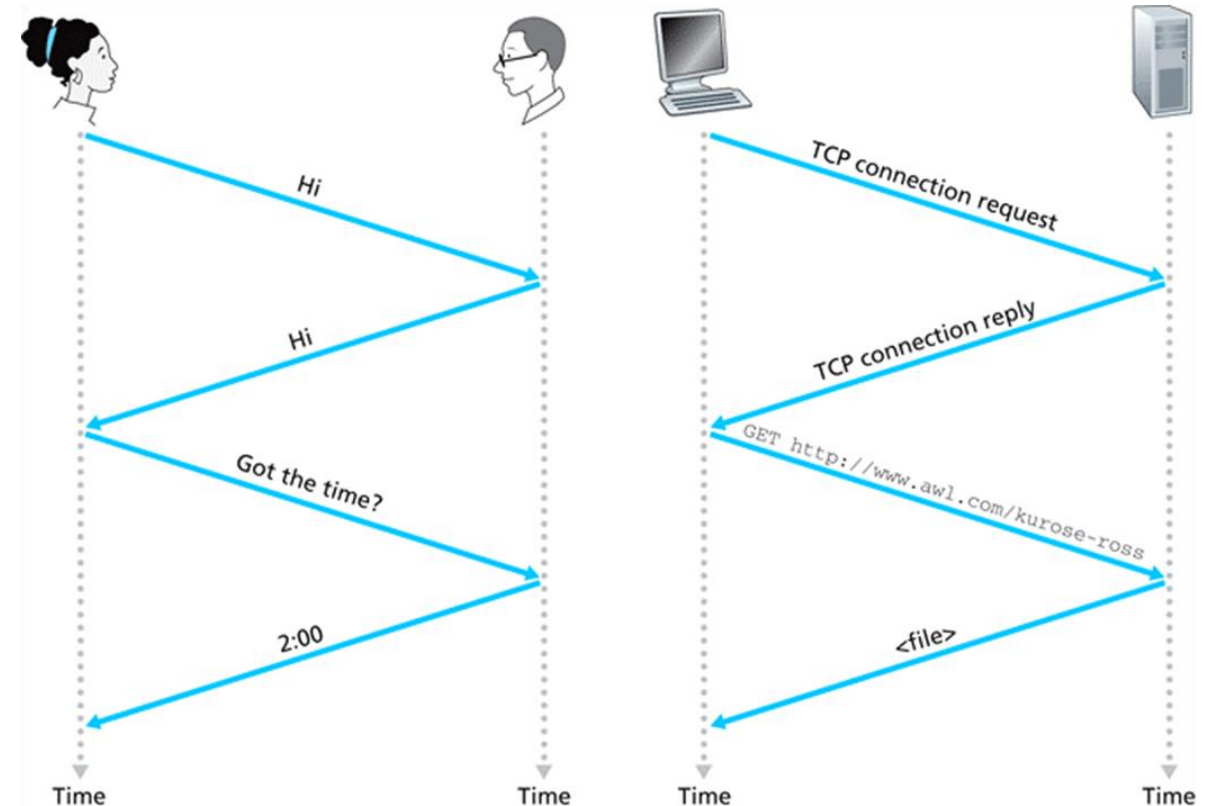 Hi
Hi
Got the time?
2:00
Time
Time
TCP connection request
TCP connection reply
GET http://www.awl.com/kurose-ross
<file>
Time
Time